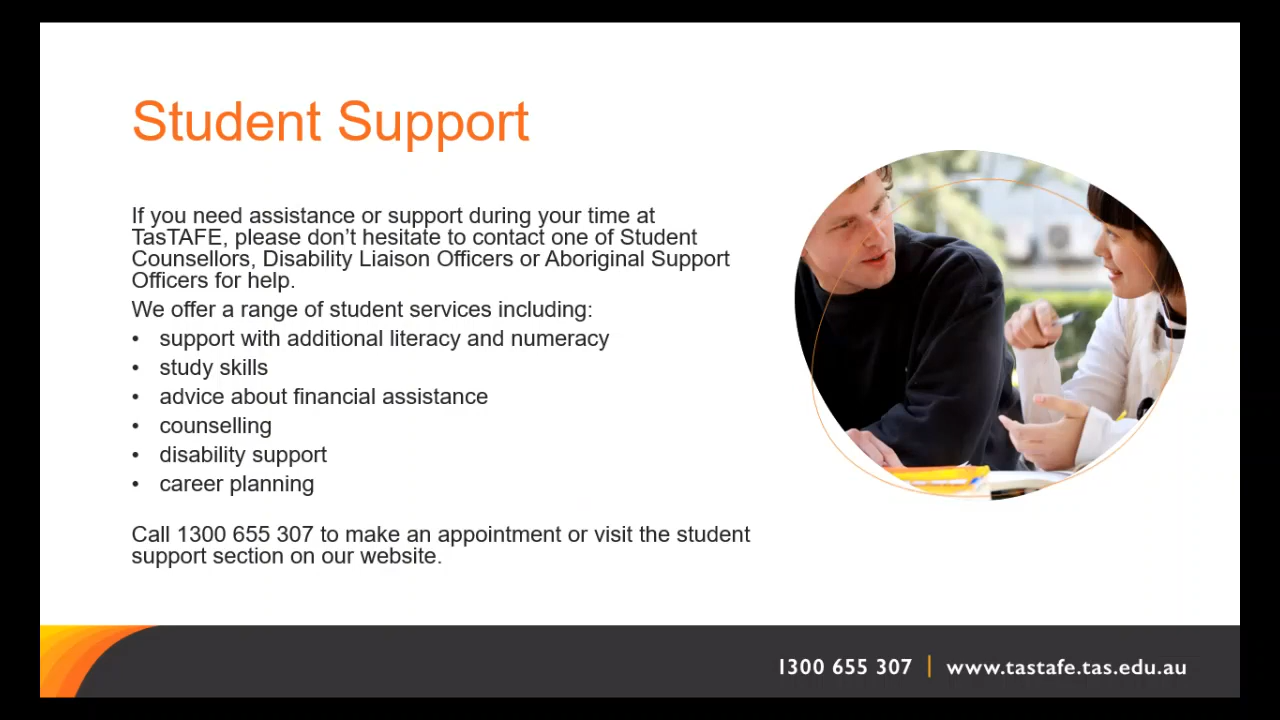 Student Support
If you need assistance or support during your time at
TasTAFE, please don’t hesitate to contact one of Student
Counsellors, Disability Liaison Officers or Aboriginal Support
Officers for help.
We offer a range of student services including:
• support with additional literacy and numeracy
• study skills
• advice about financial assistance
• counselling
• disability support
• career planning
Call 1300 655 307 to make an appointment or visit the student
support section on our website.
1300 655 307 | www.tastafe.tas.edu.au